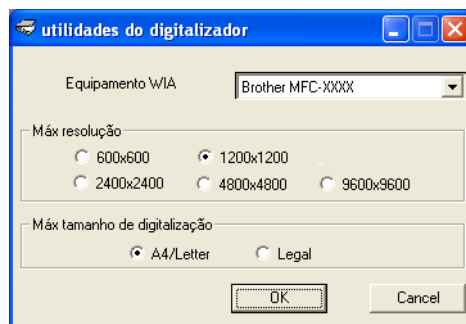 utilidades do digitalizador
Equipamento WIA Brother MFC-XXXX
Máx resolução
600x600 1200x1200
2400x2400 4800x4800 9600x9600
Máx tamanho de digitalização
A4/Letter Legal
OK Cancel